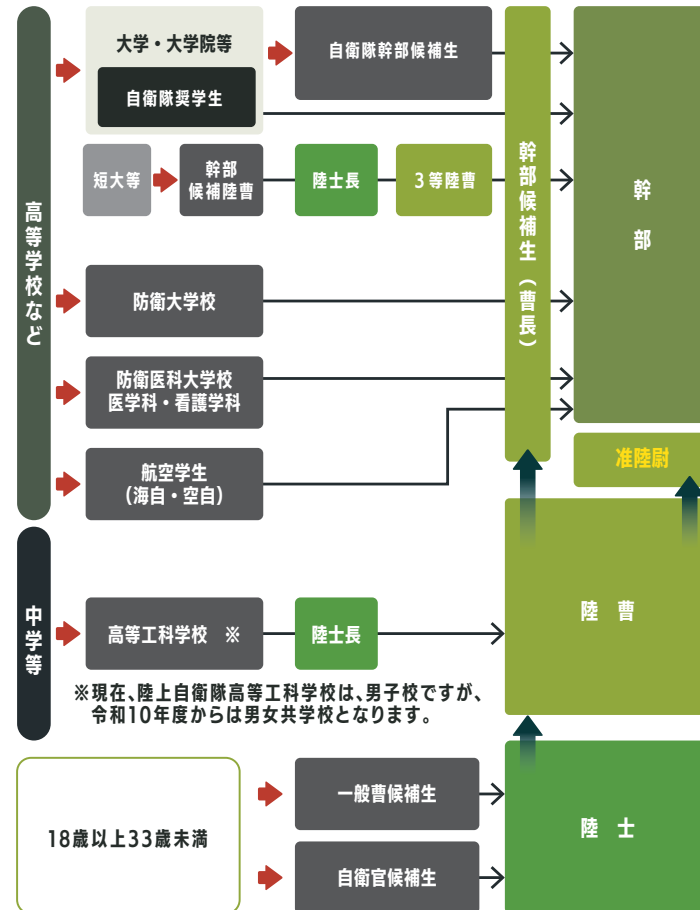 高等学校など
大学・大学院等
自衛隊奨学生
自衛隊幹部候補生
短大等
幹部
候補陸曹
陸士長
3等陸曹
防衛大学校
防衛医科大学校
医学科・看護学科
航空学生
(海自・空自)
幹部候補生(曹長)
幹部
准陸尉
中学等
高等工科学校 ※
陸士長
陸曹
※現在、陸上自衛隊高等工科学校は、男子校ですが、
令和10年度からは男女共学校となります。
18歳以上33歳未満
一般曹候補生
自衛官候補生
陸士